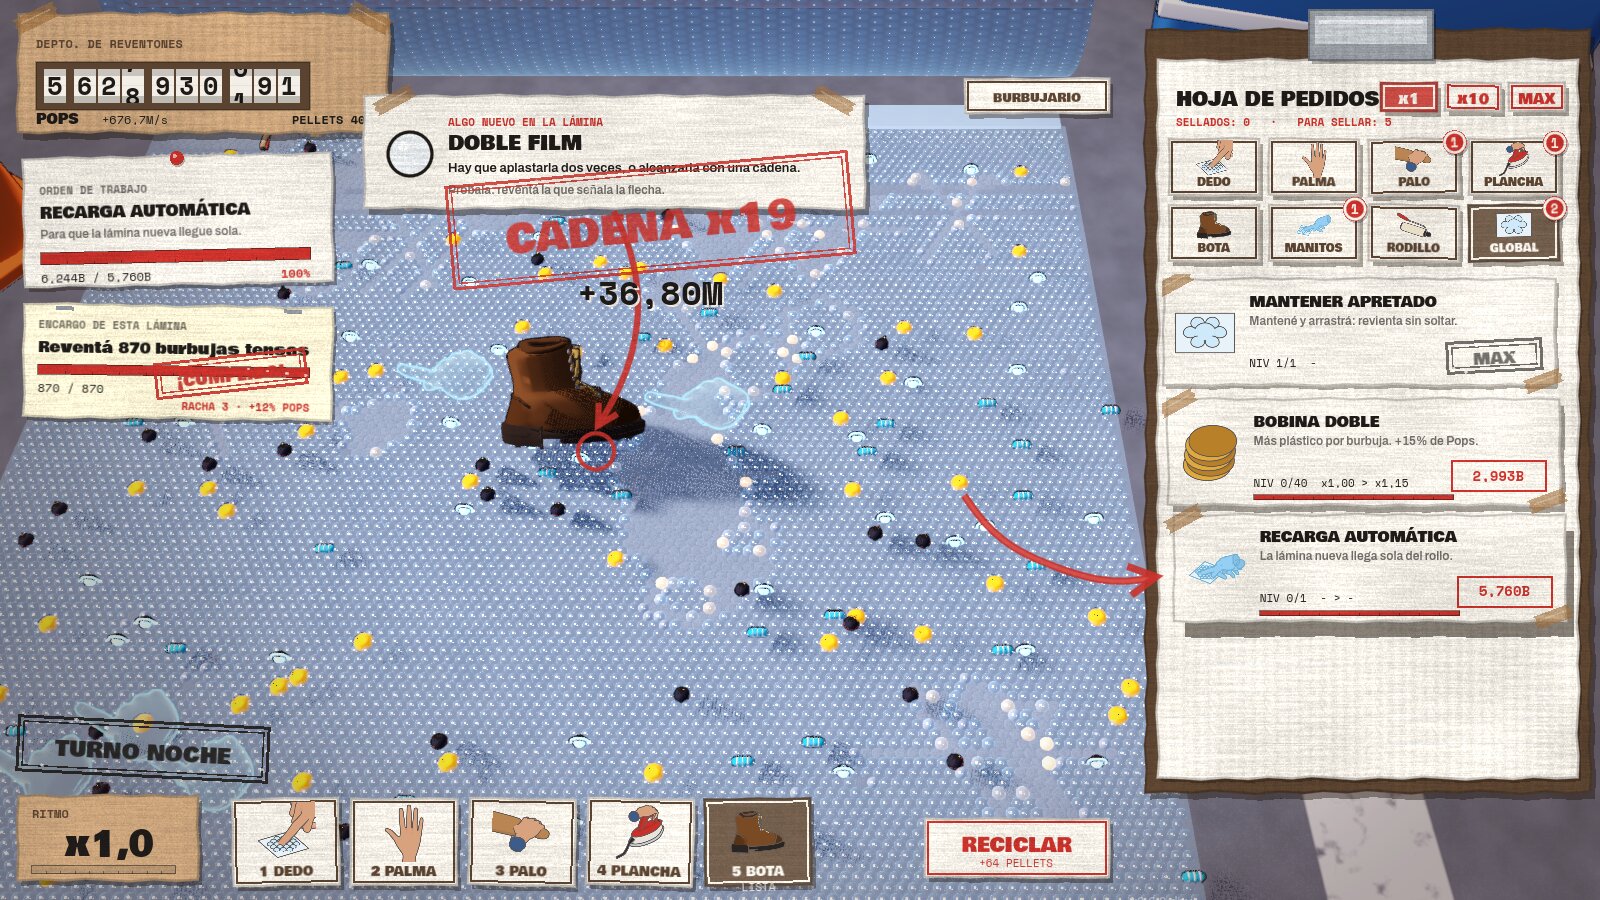 DEPTO. DE REVENTONES
POPS +676,7M/s PELLETS 40
ORDEN DE TRABAJO
RECARGA AUTOMÁTICA
Para que la lámina nueva llegue sola.
6,244B / 5,760B 100%
ENCARGO DE ESTA LÁMINA
Reventá 870 burbujas tensas
870 / 870
RACHA 3 · +12% POPS
ALGO NUEVO EN LA LÁMINA
DOBLE FILM
Hay que aplastarla dos veces, o alcanzarla con una cadena.
Probala: reventá la que señala la flecha.
CADENA x19
+36,80M
BURBUJARIO
HOJA DE PEDIDOS x1 x10 MAX
SELLADOS: 0 · PARA SELLAR: 5
DEDO
PALMA
PALO 1
PLANCHA 1
BOTA
MANITOS 1
RODILLO
GLOBAL 2
MANTENER APRETADO
Mantené y arrastrá: revienta sin soltar.
NIV 1/1 -
MAX
BOBINA DOBLE
Más plástico por burbuja. +15% de Pops.
NIV 0/40 x1,00 > x1,15
2,993B
RECARGA AUTOMÁTICA
La lámina nueva llega sola del rollo.
NIV 0/1 - > -
5,760B
TURNO NOCHE
RITMO
x1,0
1 DEDO
2 PALMA
3 PALO
4 PLANCHA
5 BOTA
LISTA
RECICLAR
+64 PELLETS